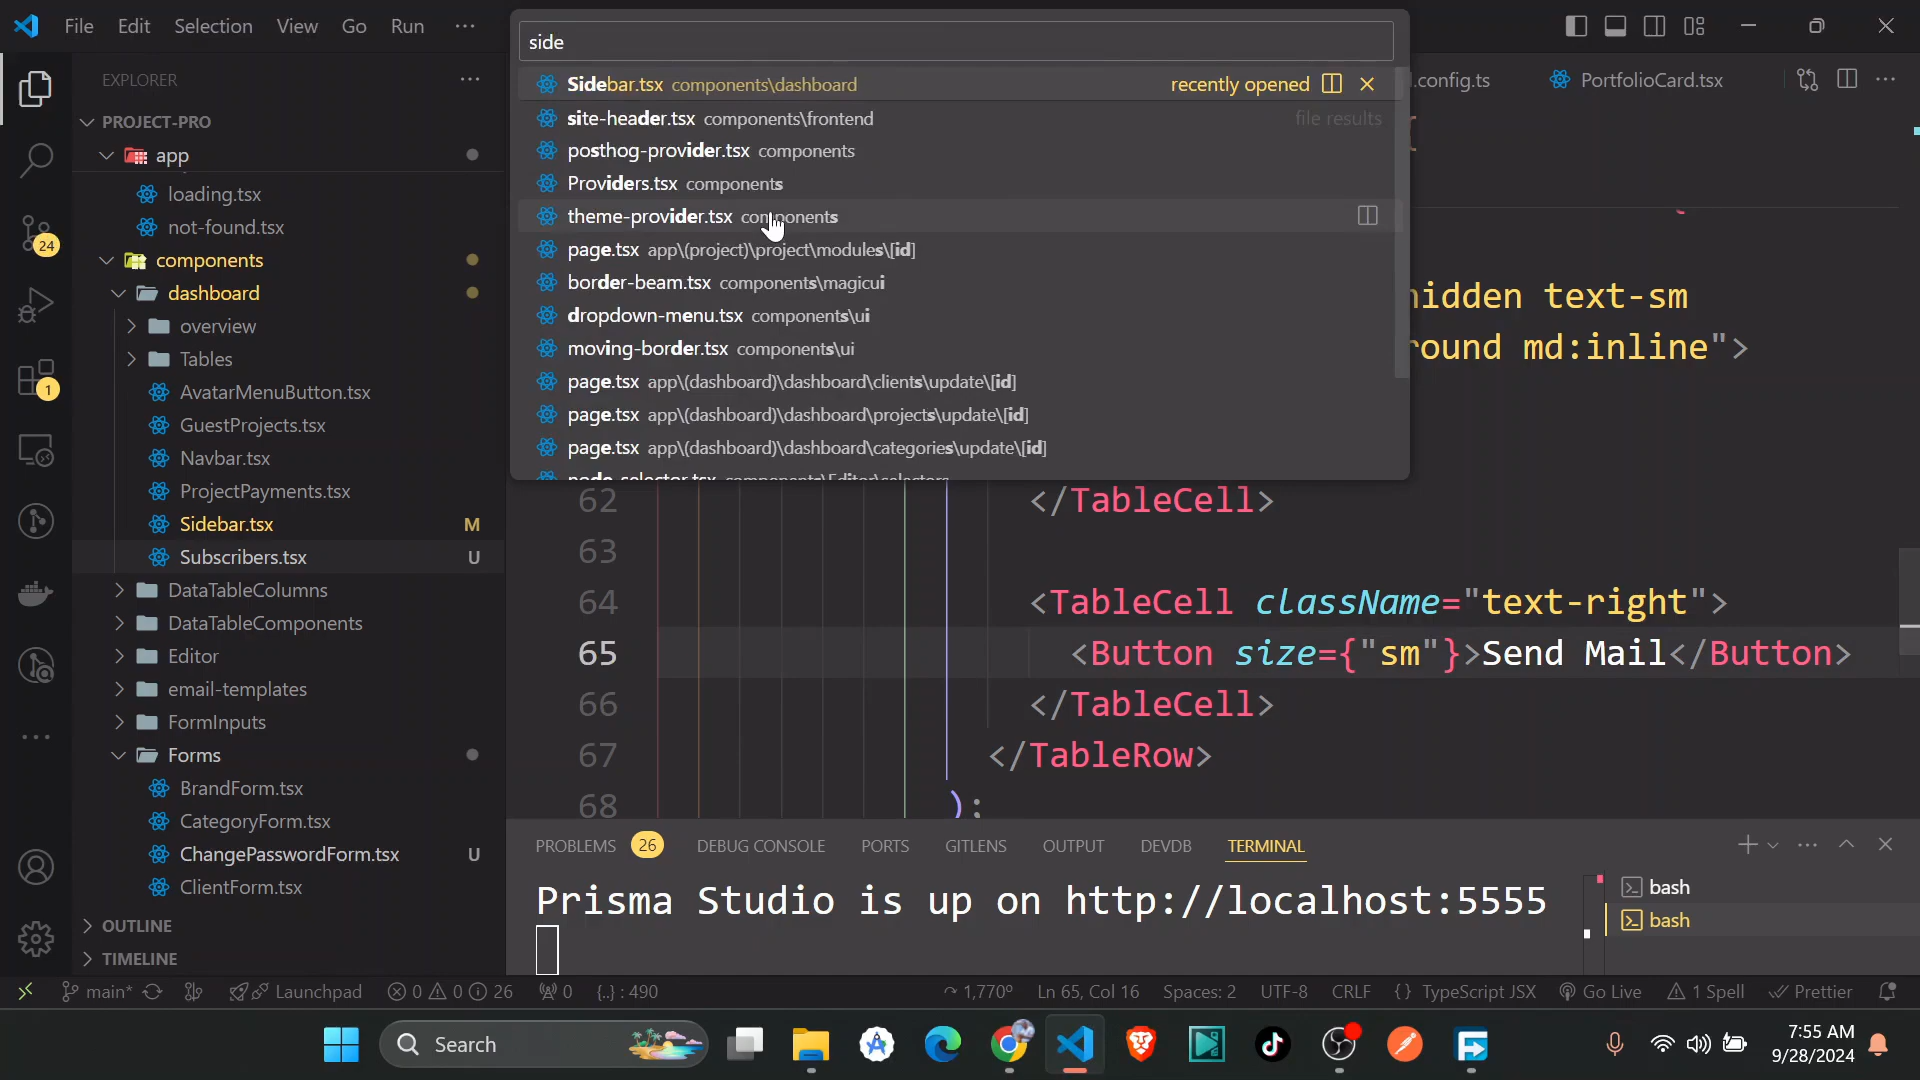 File Edit Selection View Go Run ···
side
Sidebar.tsx components\dashboard recently opened
site-header.tsx components\frontend file results
posthog-provider.tsx components
Providers.tsx components
theme-provider.tsx components
page.tsx app\(project)\project\modules\[id]
border-beam.tsx components\magicui
dropdown-menu.tsx components\ui
moving-border.tsx components\ui
page.tsx app\(dashboard)\dashboard\clients\update\[id]
page.tsx app\(dashboard)\dashboard\projects\update\[id]
page.tsx app\(dashboard)\dashboard\categories\update\[id]
node-selector.tsx components\Editor\selectors
EXPLORER
PROJECT-PRO
app
loading.tsx
not-found.tsx
components
dashboard
overview
Tables
AvatarMenuButton.tsx
GuestProjects.tsx
Navbar.tsx
ProjectPayments.tsx
Sidebar.tsx M
Subscribers.tsx U
DataTableColumns
DataTableComponents
Editor
email-templates
FormInputs
Forms
BrandForm.tsx
CategoryForm.tsx
ChangePasswordForm.tsx U
ClientForm.tsx
OUTLINE
TIMELINE
24
1
.config.ts PortfolioCard.tsx
hidden text-sm
round md:inline">
62 </TableCell>
63
64 <TableCell className="text-right">
65 <Button size={"sm"}>Send Mail</Button>
66 </TableCell>
67 </TableRow>
68 );
PROBLEMS 26 DEBUG CONSOLE PORTS GITLENS OUTPUT DEVDB TERMINAL
Prisma Studio is up on http://localhost:5555
bash
bash
main* Launchpad 0 0 26 0 {..} : 490 1,770° Ln 65, Col 16 Spaces: 2 UTF-8 CRLF {} TypeScript JSX Go Live 1 Spell Prettier
Search
7:55 AM
9/28/2024